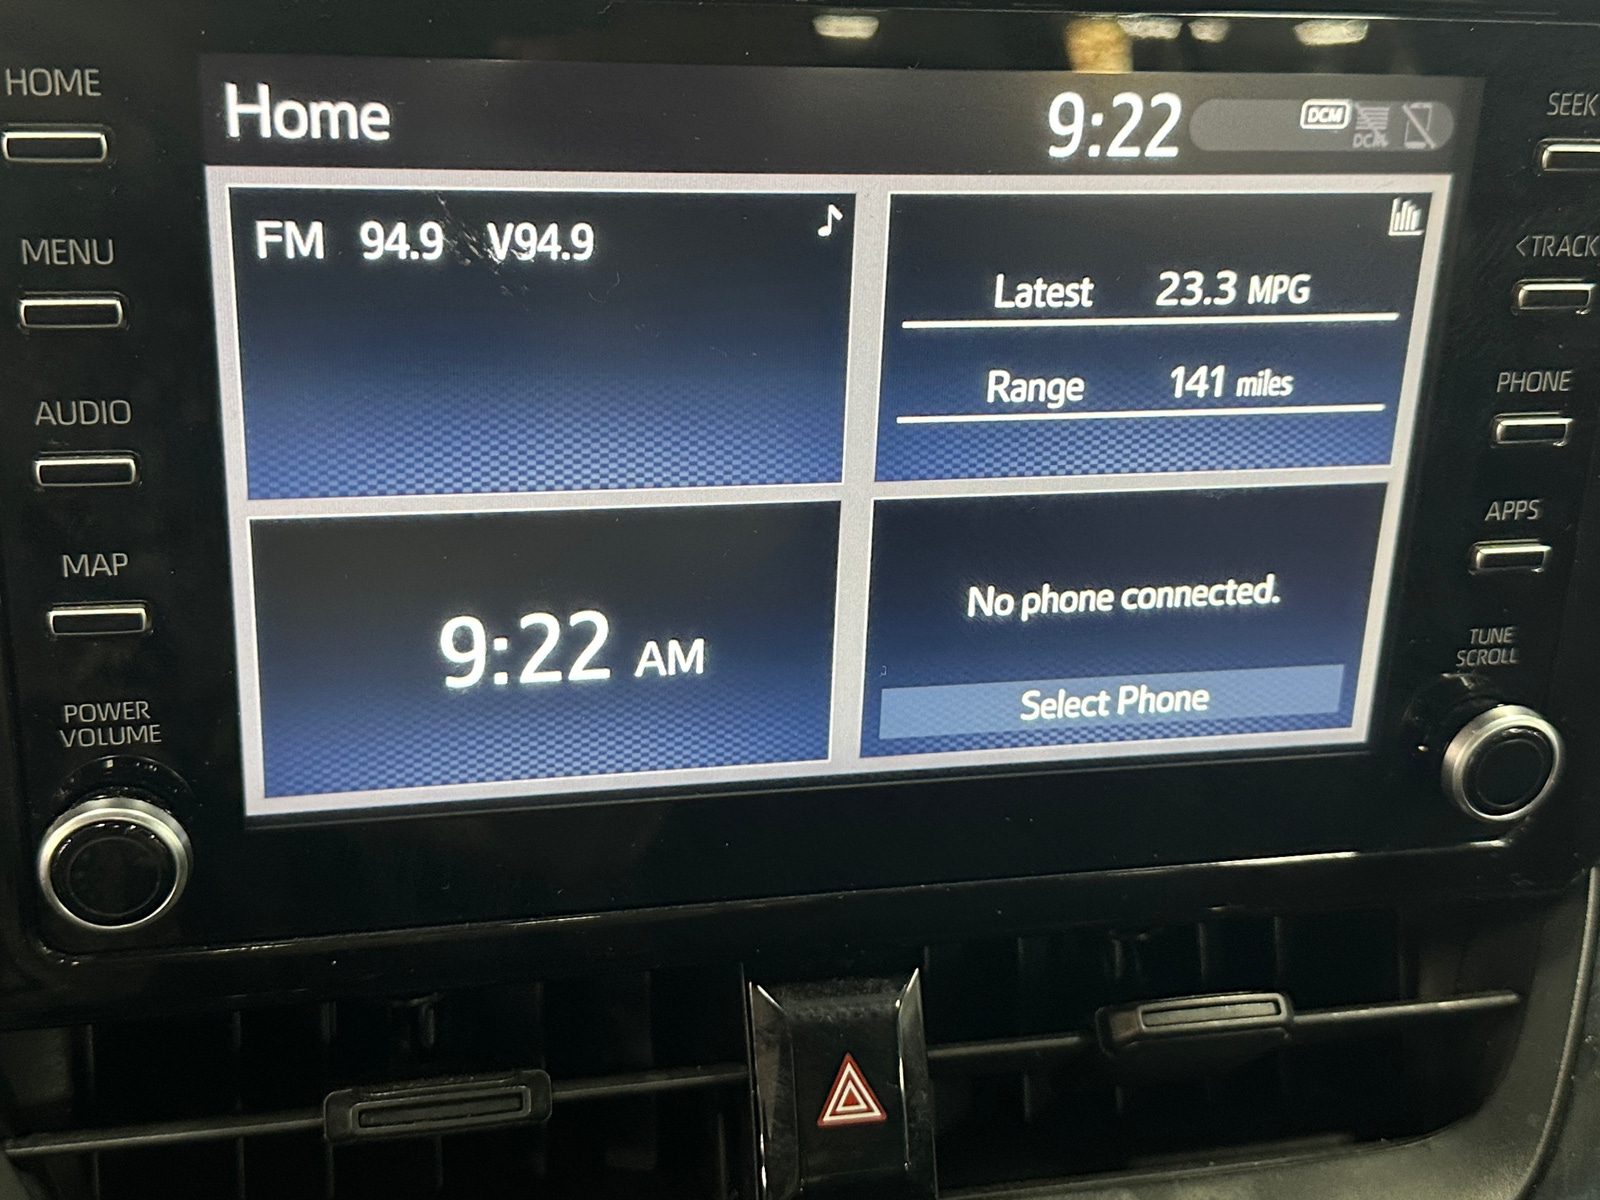 HOME
MENU
AUDIO
MAP
POWER
VOLUME
Home
9:22
DCM
DCM
FM 94.9 V94.9
Latest 23.3 MPG
Range 141 miles
9:22 AM
No phone connected.
Select Phone
SEEK
<TRACK
PHONE
APPS
TUNE
SCROLL